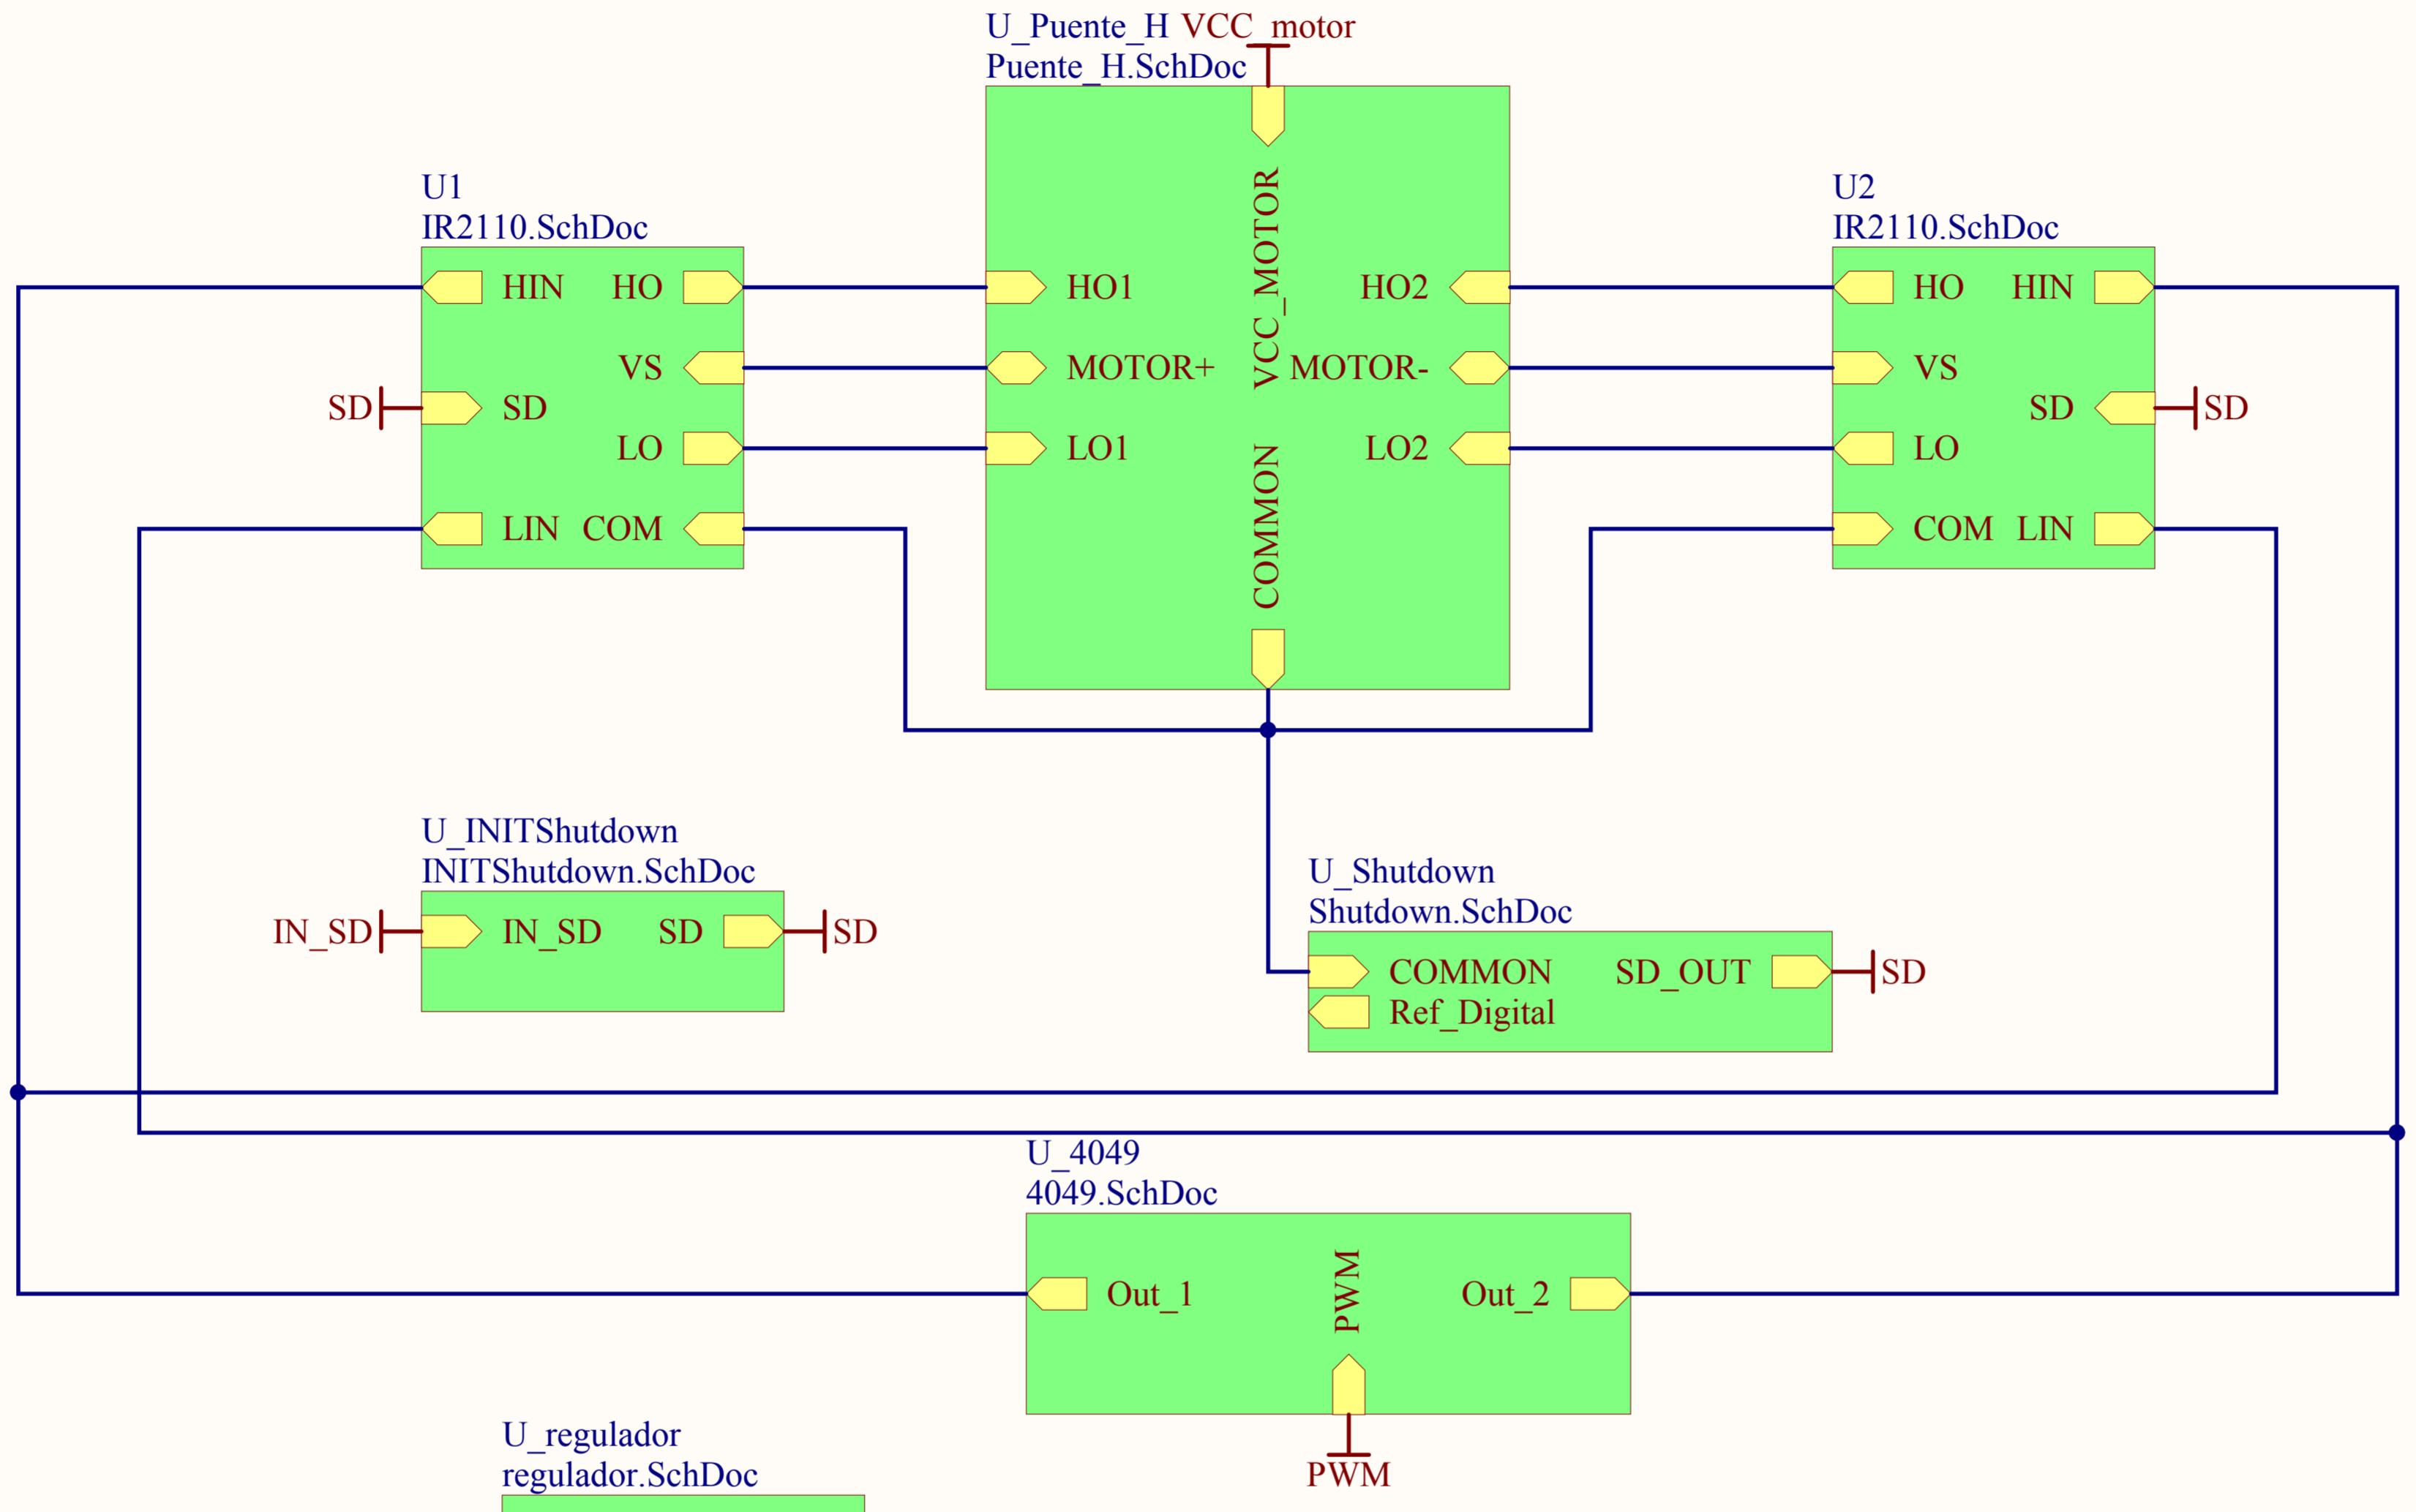 U_Puente_H VCC_motor
Puente_H.SchDoc
U1
IR2110.SchDoc
HIN HO
VS
SD SD
LO
LIN COM
HO1 HO2
MOTOR+ MOTOR-
LO1 LO2
VCC_MOTOR
COMMON
U2
IR2110.SchDoc
HO HIN
VS
SD SD
LO
COM LIN
U_INITShutdown
INITShutdown.SchDoc
IN_SD IN_SD SD SD
U_Shutdown
Shutdown.SchDoc
COMMON SD_OUT SD
Ref_Digital
U_4049
4049.SchDoc
Out_1 PWM Out_2
PWM
U_regulador
regulador.SchDoc